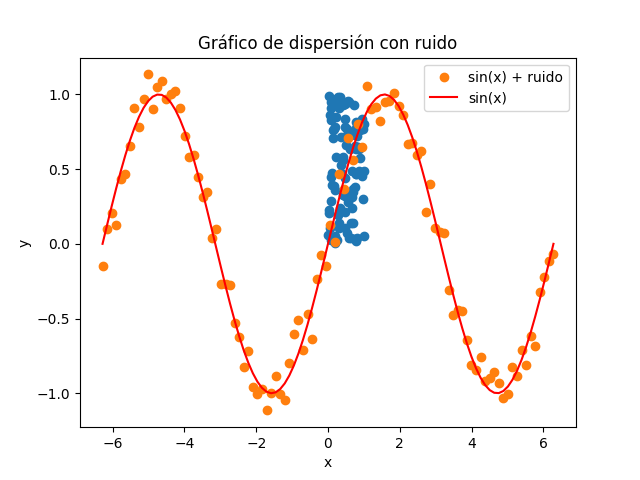 Gráfico de dispersión con ruido
sin(x) + ruido
sin(x)
1.0
0.5
0.0
−0.5
−1.0
y
−6 −4 −2 0 2 4 6
x